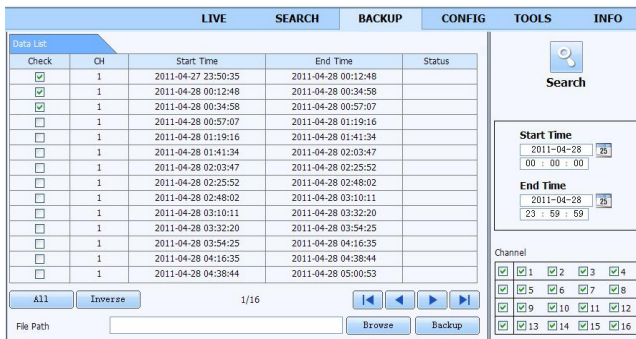 LIVE SEARCH BACKUP CONFIG TOOLS INFO
Data List
Check CH Start Time End Time Status
1 2011-04-27 23:50:35 2011-04-28 00:12:48
1 2011-04-28 00:12:48 2011-04-28 00:34:58
1 2011-04-28 00:34:58 2011-04-28 00:57:07
1 2011-04-28 00:57:07 2011-04-28 01:19:16
1 2011-04-28 01:19:16 2011-04-28 01:41:34
1 2011-04-28 01:41:34 2011-04-28 02:03:47
1 2011-04-28 02:03:47 2011-04-28 02:25:52
1 2011-04-28 02:25:52 2011-04-28 02:48:02
1 2011-04-28 02:48:02 2011-04-28 03:10:11
1 2011-04-28 03:10:11 2011-04-28 03:32:20
1 2011-04-28 03:32:20 2011-04-28 03:54:25
1 2011-04-28 03:54:25 2011-04-28 04:16:35
1 2011-04-28 04:16:35 2011-04-28 04:38:44
1 2011-04-28 04:38:44 2011-04-28 05:00:53
All Inverse 1/16
File Path Browse Backup
Search
Start Time
2011-04-28 25
00 : 00 : 00
End Time
2011-04-28 25
23 : 59 : 59
Channel
1 2 3 4
5 6 7 8
9 10 11 12
13 14 15 16